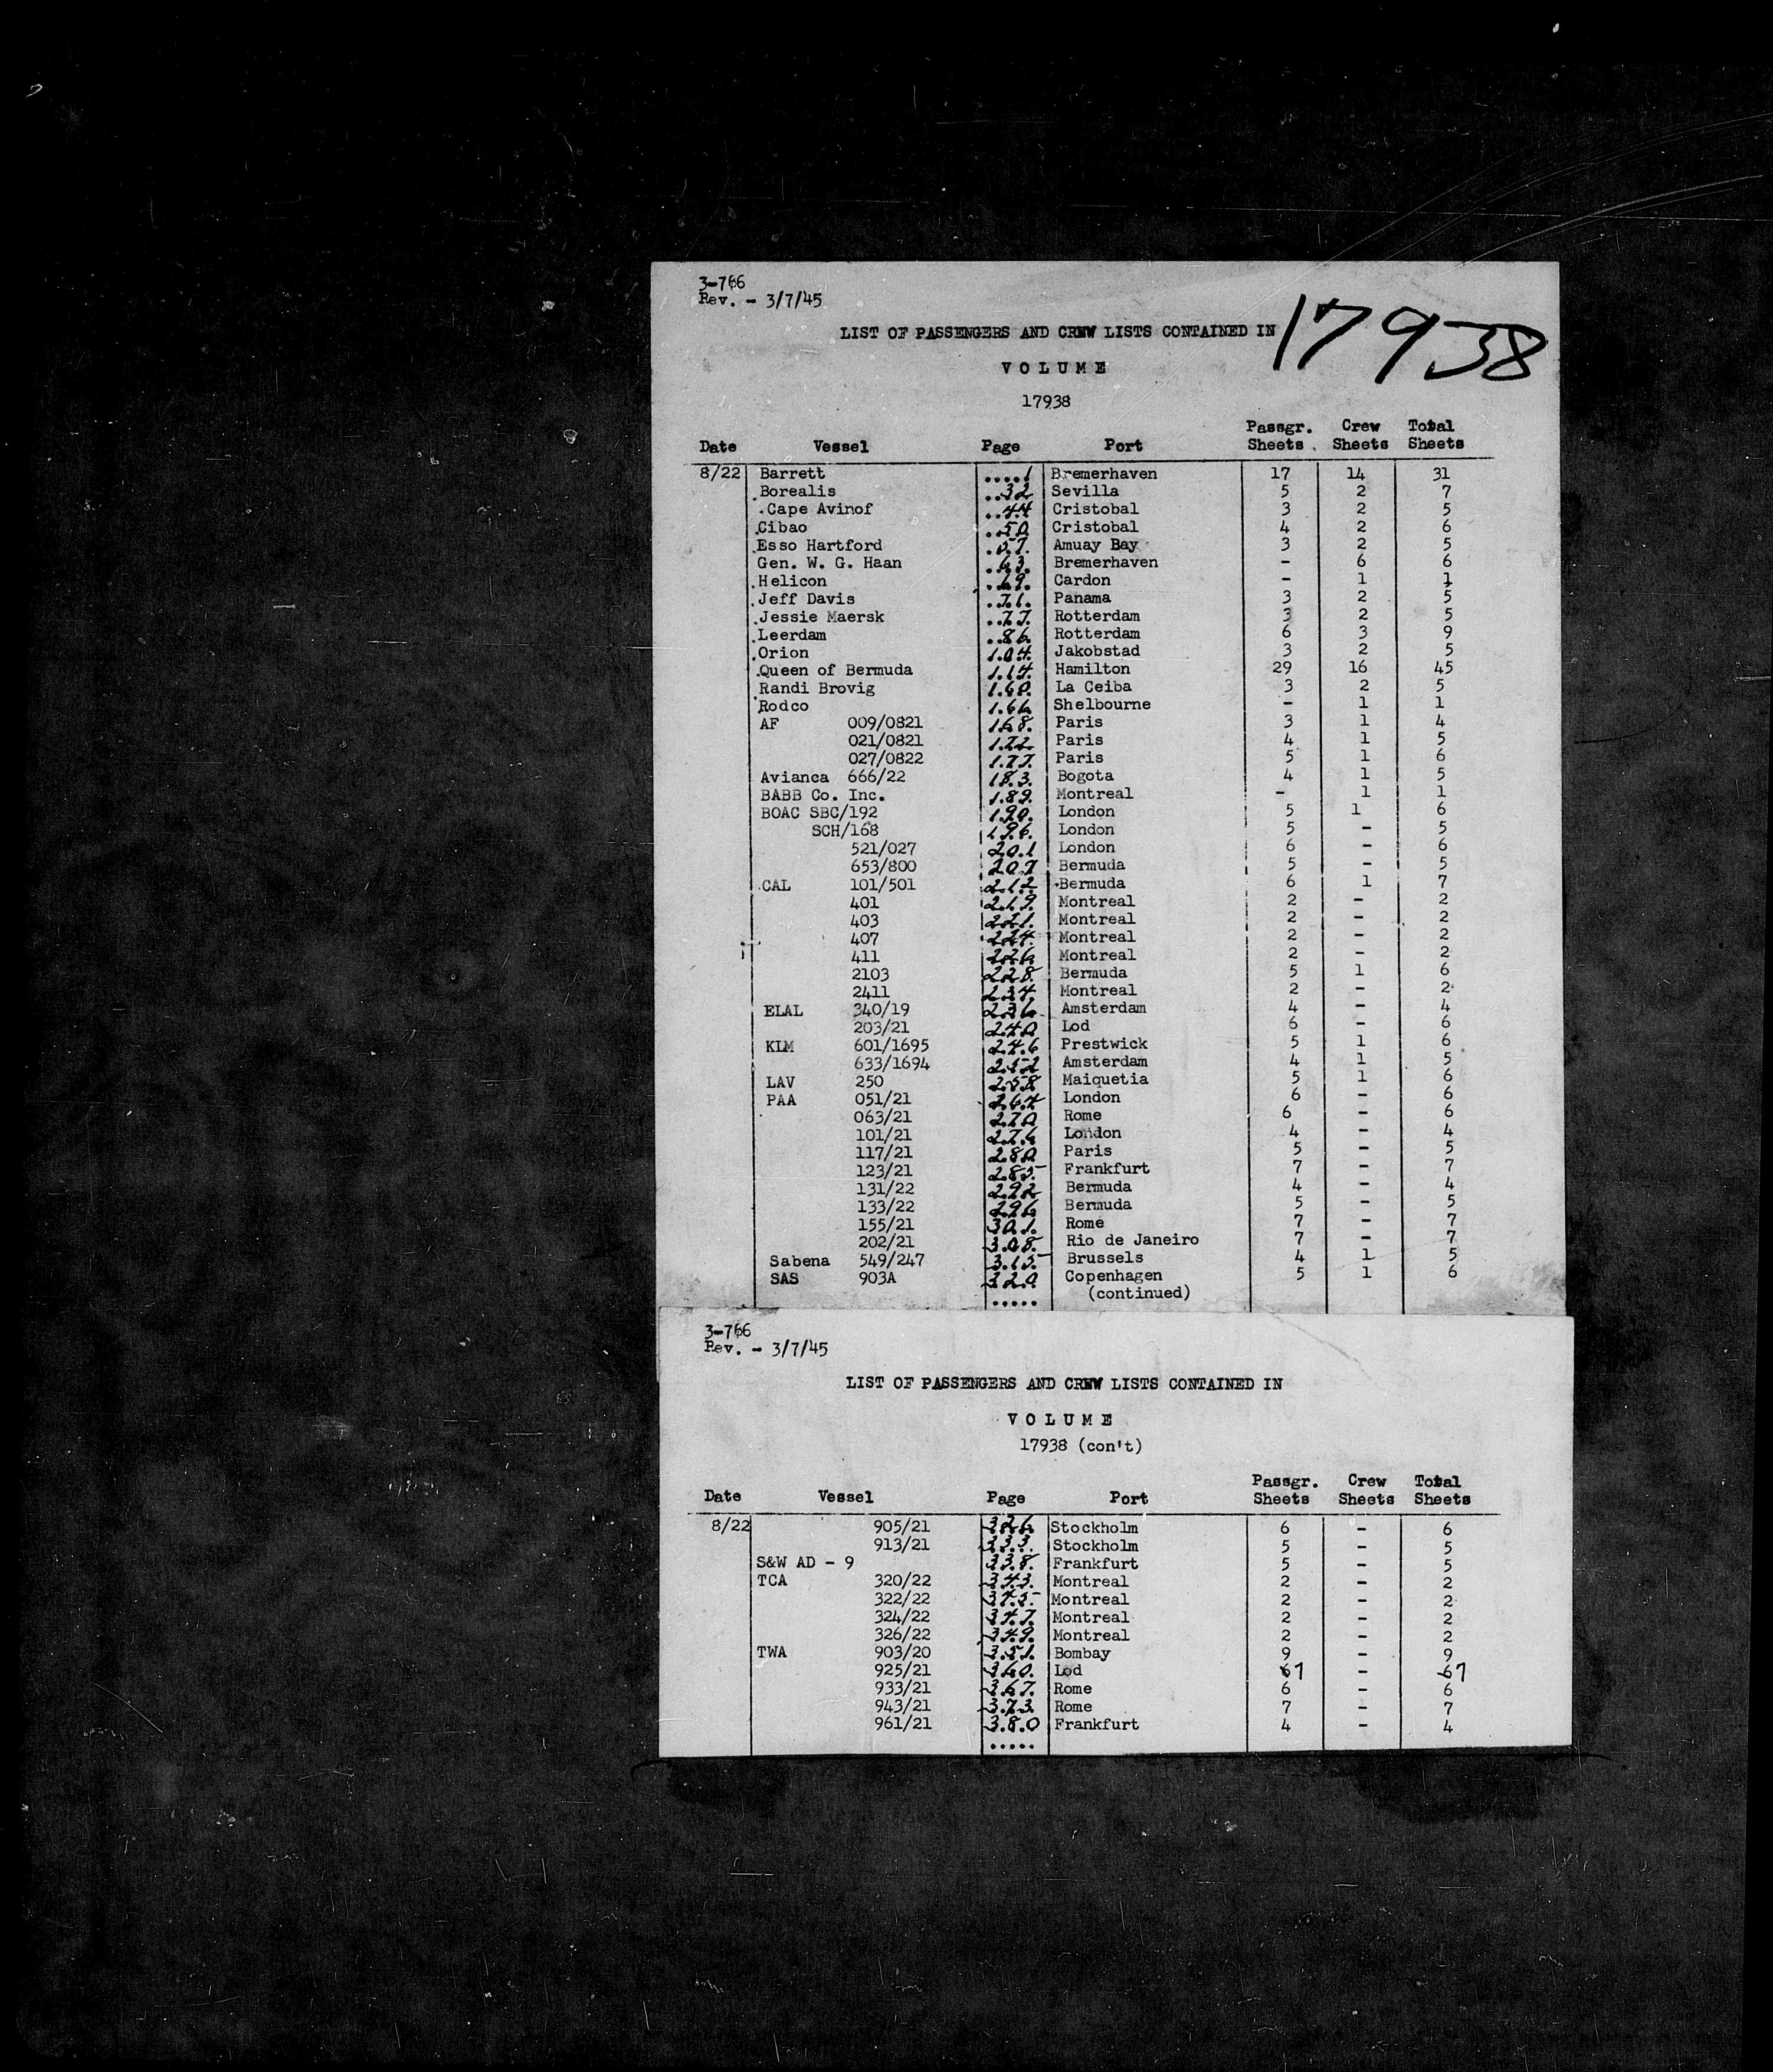 3-766
Rev. - 3/7/45
17938
LIST OF PASSENGERS AND CREW LISTS CONTAINED IN
VOLUME
17938
Date Vessel Page Port Passgr. Sheets Crew Sheets Total Sheets
8/22 Barrett 1 Bremerhaven 17 14 31
Borealis 32 Sevilla 5 2 7
Cape Avinof 44 Cristobal 3 2 5
Cibao 50 Cristobal 4 2 6
Esso Hartford 57 Amuay Bay 3 2 5
Gen. W. G. Haan 63 Bremerhaven - 6 6
Helicon 69 Cardon - 1 1
Jeff Davis 71 Panama 3 2 5
Jessie Maersk 77 Rotterdam 3 2 5
Leerdam 86 Rotterdam 6 3 9
Orion 104 Jakobstad 3 2 5
Queen of Bermuda 114 Hamilton 29 16 45
Randi Brovig 160 La Ceiba 3 2 5
Rodco 166 Shelbourne - 1 1
AF 009/0821 168 Paris 3 1 4
021/0821 172 Paris 4 1 5
027/0822 177 Paris 5 1 6
Avianca 666/22 183 Bogota 4 1 5
BABB Co. Inc. 189 Montreal - 1 1
BOAC SBC/192 190 London 5 1 6
SCH/168 196 London 5 - 5
521/027 201 London 6 - 6
653/800 207 Bermuda 5 - 5
CAL 101/501 212 Bermuda 6 1 7
401 219 Montreal 2 - 2
403 221 Montreal 2 - 2
407 224 Montreal 2 - 2
411 226 Montreal 2 - 2
2103 228 Bermuda 5 1 6
2411 234 Montreal 2 - 2
ELAL 340/19 236 Amsterdam 4 - 4
203/21 240 Lod 6 - 6
KLM 601/1695 246 Prestwick 5 1 6
633/1694 252 Amsterdam 4 1 5
LAV 250 258 Maiquetia 5 1 6
PAA 051/21 264 London 6 - 6
063/21 270 Rome 6 - 6
101/21 276 London 4 - 4
117/21 280 Paris 5 - 5
123/21 285 Frankfurt 7 - 7
131/22 292 Bermuda 4 - 4
133/22 296 Bermuda 5 - 5
155/21 301 Rome 7 - 7
202/21 308 Rio de Janeiro 7 - 7
Sabena 549/247 315 Brussels 4 1 5
SAS 903A 320 Copenhagen 5 1 6
(continued)
3-766
Rev. - 3/7/45
LIST OF PASSENGERS AND CREW LISTS CONTAINED IN
VOLUME
17938 (con't)
Date Vessel Page Port Passgr. Sheets Crew Sheets Total Sheets
8/22 905/21 326 Stockholm 6 - 6
913/21 333 Stockholm 5 - 5
S&W AD - 9 338 Frankfurt 5 - 5
TCA 320/22 343 Montreal 2 - 2
322/22 345 Montreal 2 - 2
324/22 347 Montreal 2 - 2
326/22 349 Montreal 2 - 2
TWA 903/20 351 Bombay 9 - 9
925/21 360 Lod 67 - 67
933/21 367 Rome 6 - 6
943/21 373 Rome 7 - 7
961/21 380 Frankfurt 4 - 4